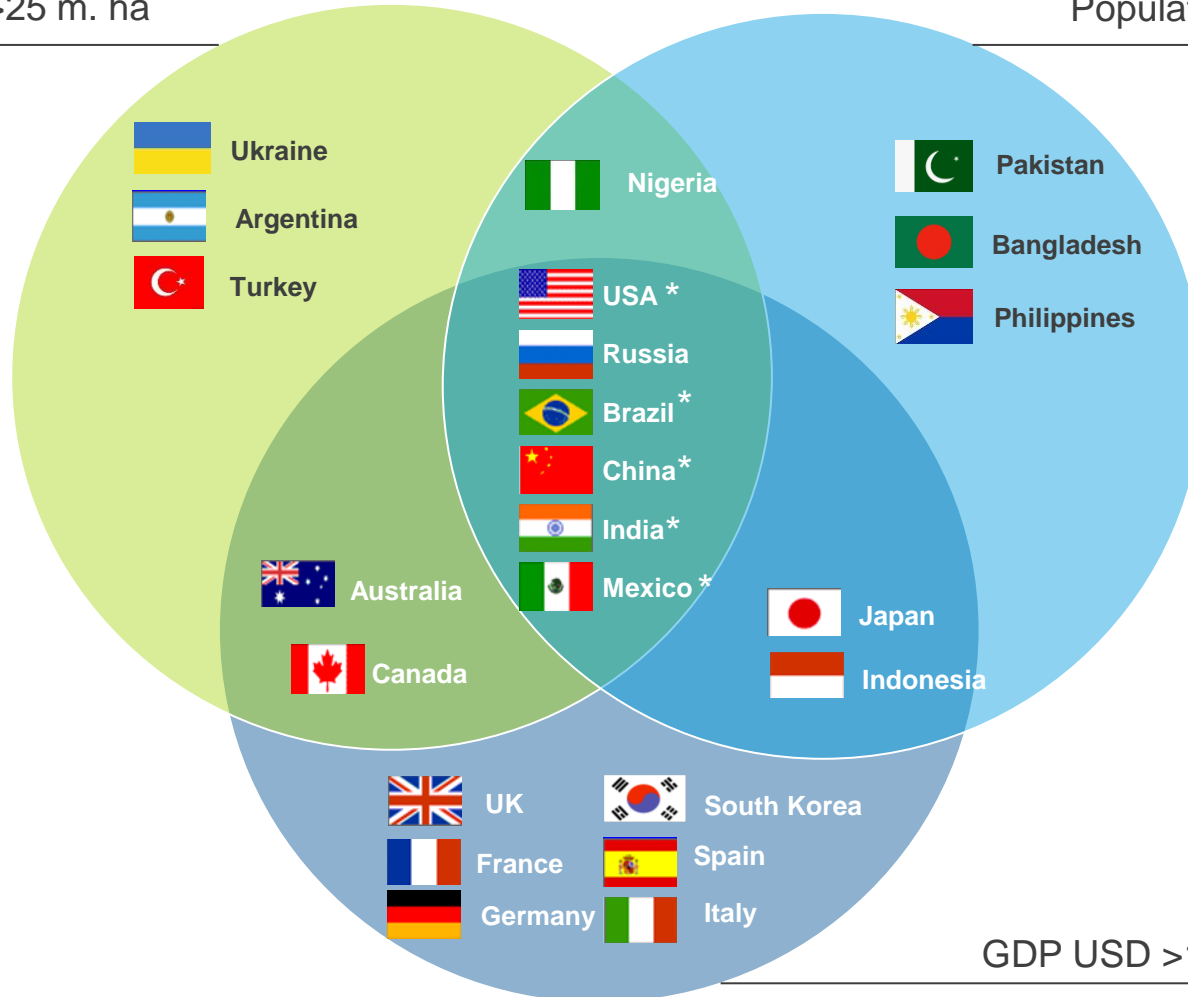 >25 m. ha
Ukraine
Argentina
Turkey
Nigeria
Pakistan
Bangladesh
Philippines
USA *
Russia
Brazil *
China*
India*
Mexico *
Australia
Canada
Japan
Indonesia
UK
France
Germany
South Korea
Spain
Italy
GDP USD